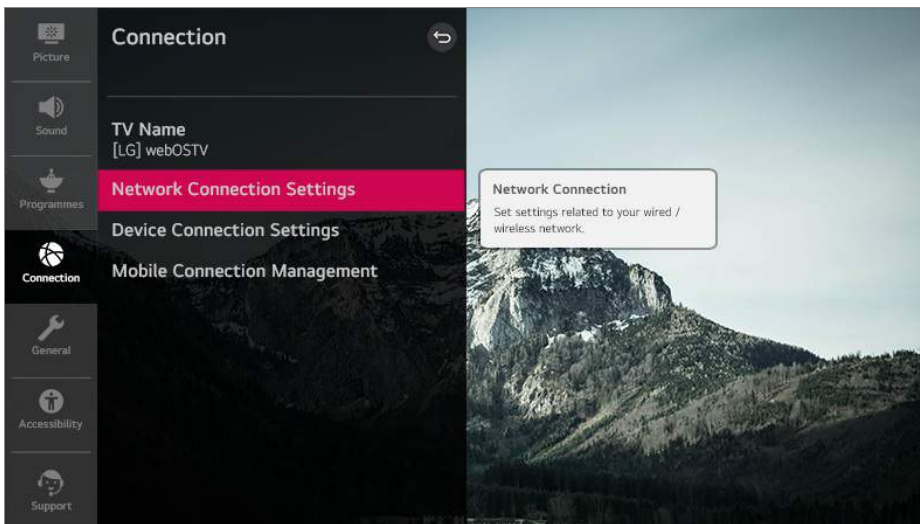 Picture
Sound
Programmes
Connection
General
Accessibility
Support
Connection
TV Name
[LG] webOSTV
Network Connection Settings
Device Connection Settings
Mobile Connection Management
Network Connection
Set settings related to your wired /
wireless network.